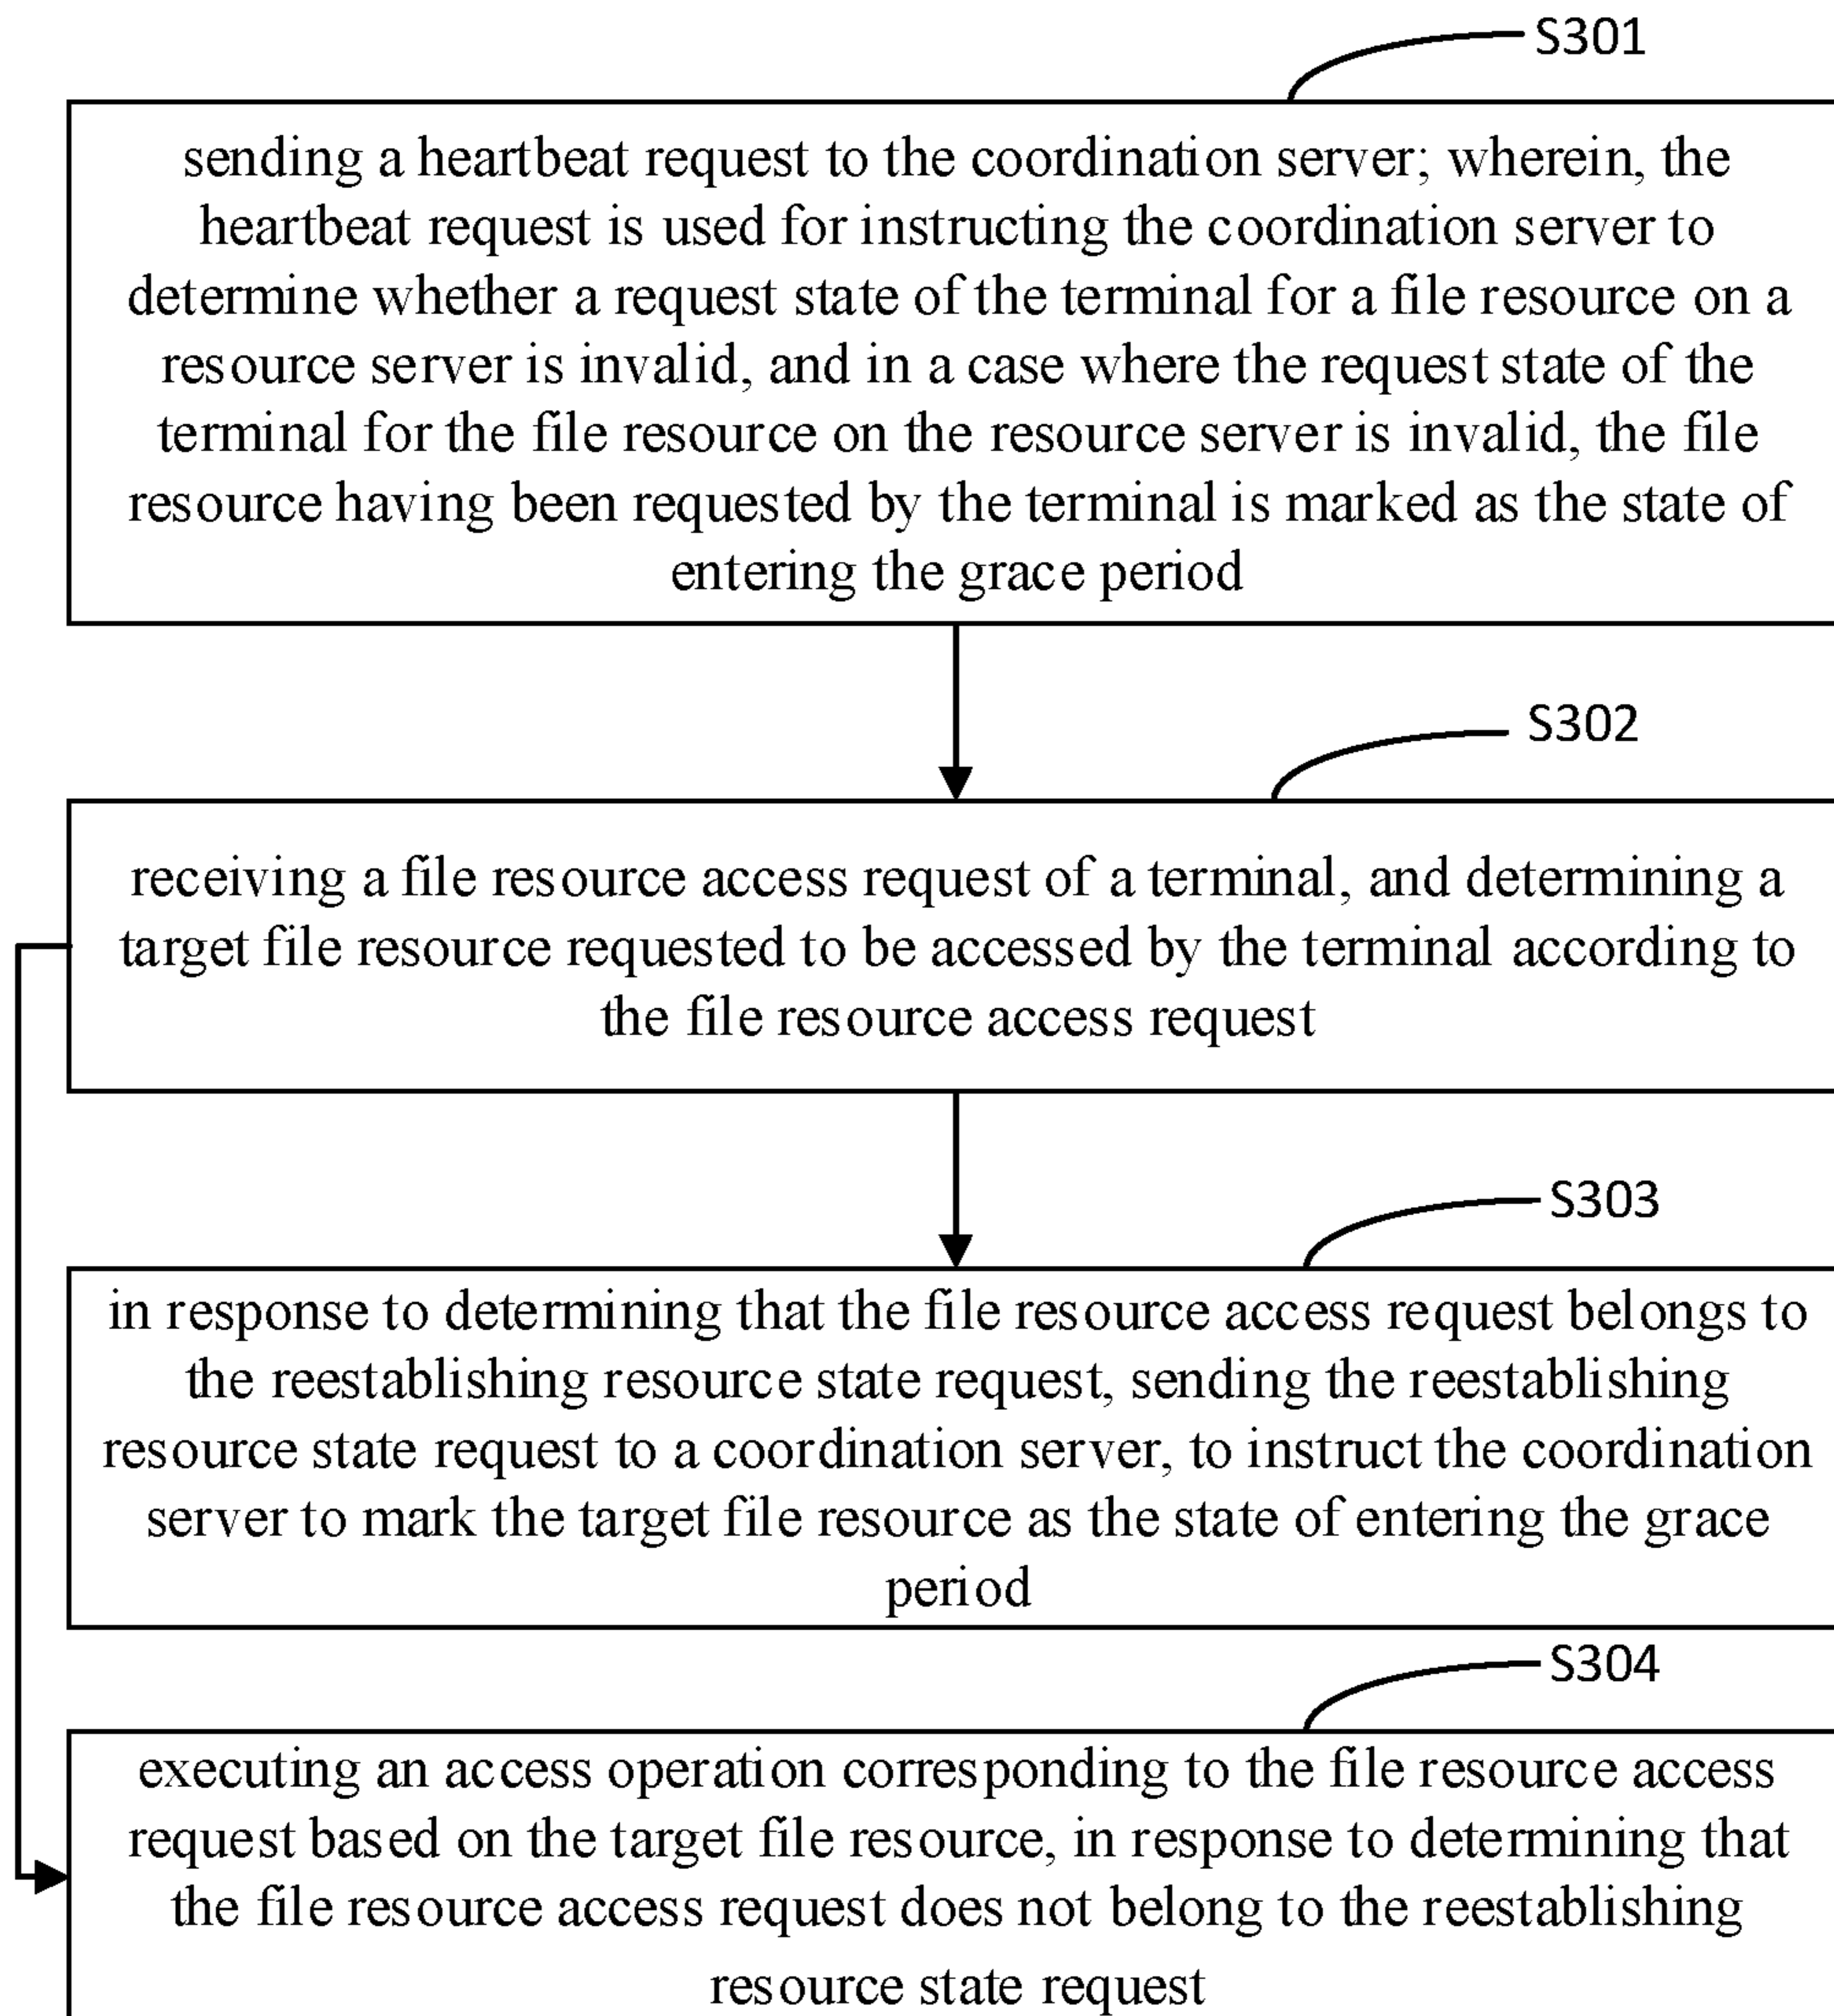 S301
sending a heartbeat request to the coordination server; wherein, the
heartbeat request is used for instructing the coordination server to
determine whether a request state of the terminal for a file resource on a
resource server is invalid, and in a case where the request state of the
terminal for the file resource on the resource server is invalid, the file
resource having been requested by the terminal is marked as the state of
entering the grace period
S302
receiving a file resource access request of a terminal, and determining a
target file resource requested to be accessed by the terminal according to
the file resource access request
S303
in response to determining that the file resource access request belongs to
the reestablishing resource state request, sending the reestablishing
resource state request to a coordination server, to instruct the coordination
server to mark the target file resource as the state of entering the grace
period
S304
executing an access operation corresponding to the file resource access
request based on the target file resource, in response to determining that
the file resource access request does not belong to the reestablishing
resource state request